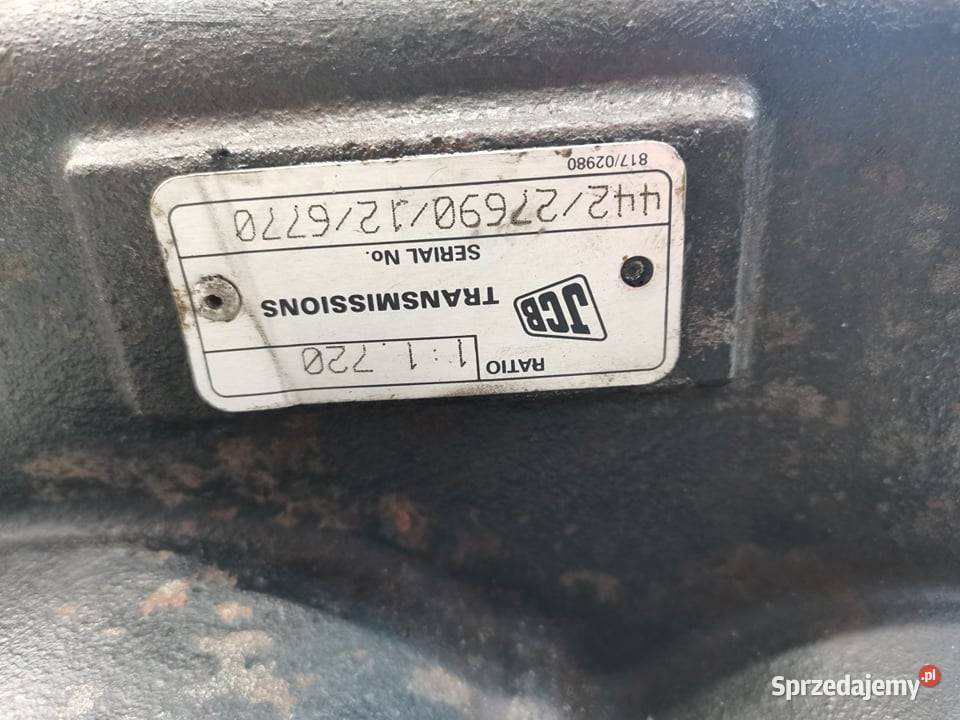 RATIO 1:1.720
JCB TRANSMISSIONS
SERIAL No.
442/27690/12/6770
817/02980
Sprzedajemy.pl